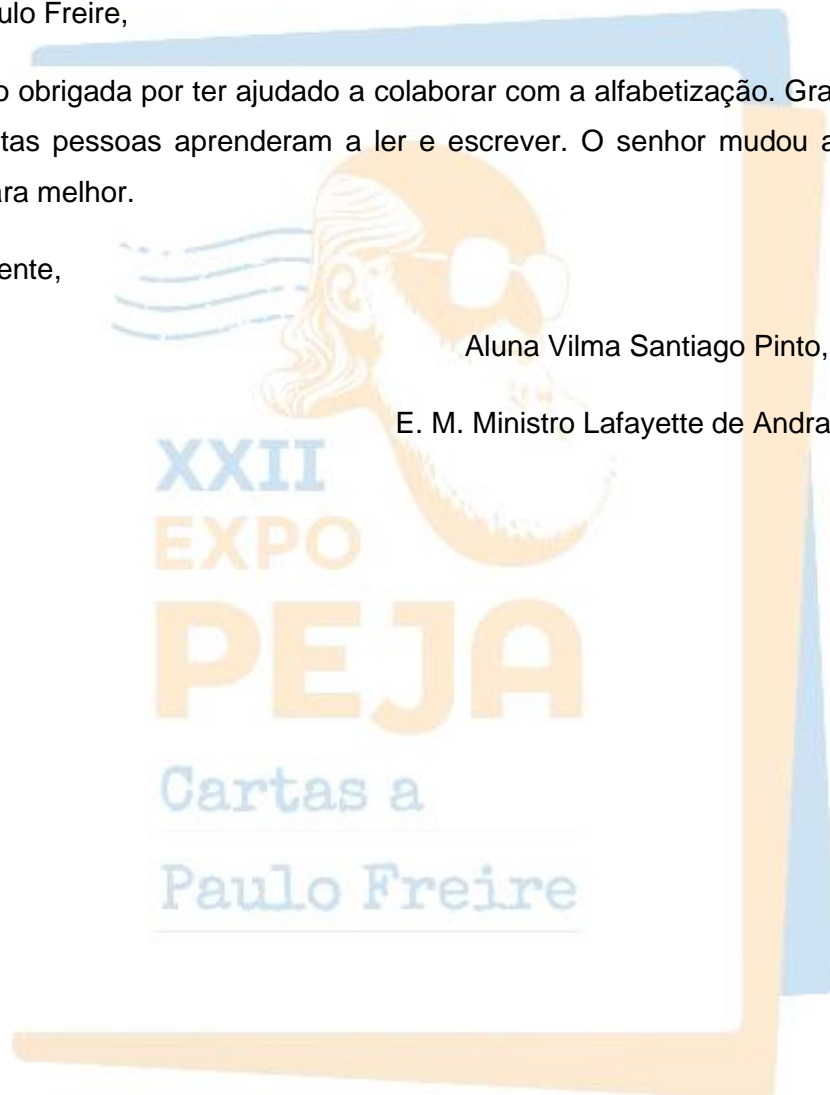 ulo Freire,
o obrigada por ter ajudado a colaborar com a alfabetização. Gra
tas pessoas aprenderam a ler e escrever. O senhor mudou a
ara melhor.
ente,
Aluna Vilma Santiago Pinto,
E. M. Ministro Lafayette de Andra
XXII
EXPO
PEJA
Cartas a
Paulo Freire